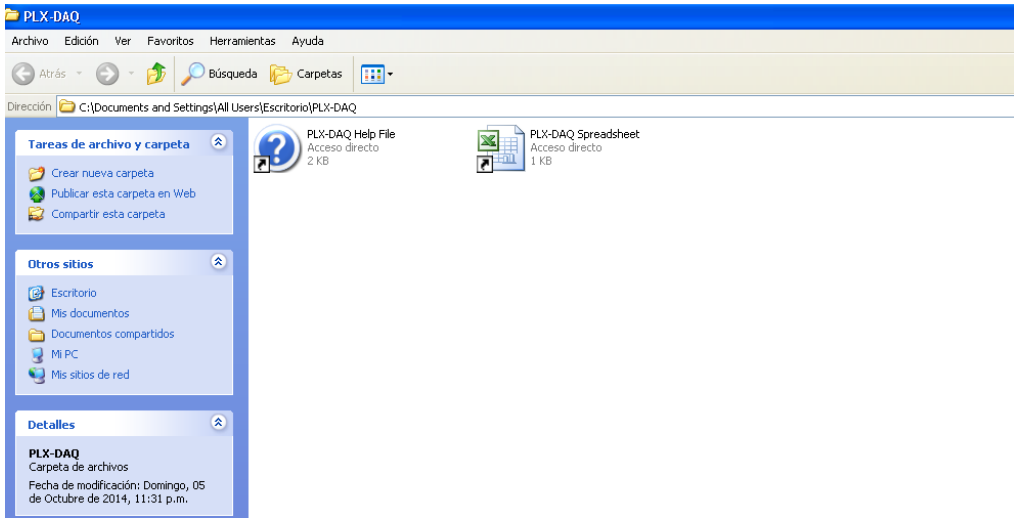 PLX-DAQ
Archivo Edición Ver Favoritos Herramientas Ayuda
Atrás Búsqueda Carpetas
Dirección C:\Documents and Settings\All Users\Escritorio\PLX-DAQ
Tareas de archivo y carpeta
Crear nueva carpeta
Publicar esta carpeta en Web
Compartir esta carpeta
Otros sitios
Escritorio
Mis documentos
Documentos compartidos
Mi PC
Mis sitios de red
Detalles
PLX-DAQ
Carpeta de archivos
Fecha de modificación: Domingo, 05
de Octubre de 2014, 11:31 p.m.
PLX-DAQ Help File
Acceso directo
2 KB
PLX-DAQ Spreadsheet
Acceso directo
1 KB